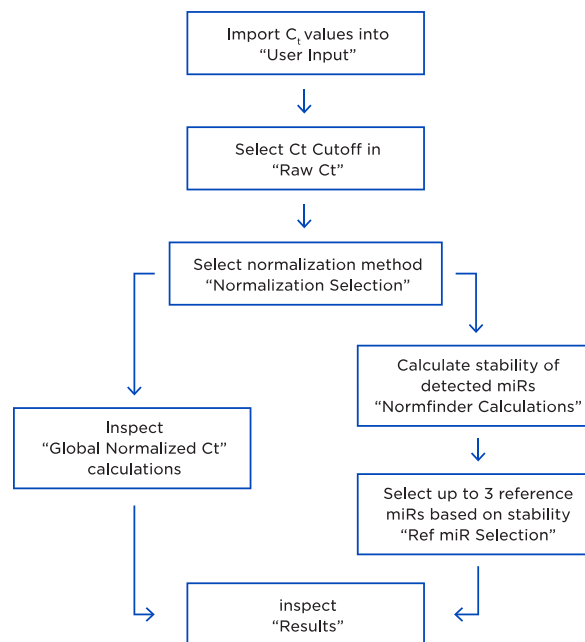 Import Ct values into
“User Input”
Select Ct Cutoff in
“Raw Ct”
Select normalization method
“Normalization Selection”
Calculate stability of
detected miRs
“Normfinder Calculations”
Inspect
“Global Normalized Ct”
calculations
Select up to 3 reference
miRs based on stability
“Ref miR Selection”
inspect
“Results”